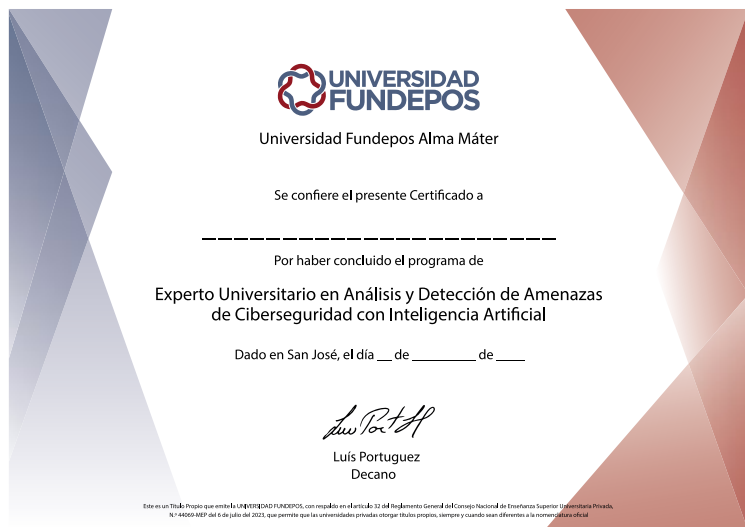 UNIVERSIDAD
FUNDEPOS
Universidad Fundepos Alma Máter
Se confiere el presente Certificado a
Por haber concluido el programa de
Experto Universitario en Análisis y Detección de Amenazas
de Ciberseguridad con Inteligencia Artificial
Dado en San José, el día __ de ________ de ____
Luís Portuguez
Decano
Este es un Título Propio que emite la UNIVERSIDAD FUNDEPOS, con respaldo en el artículo 32 del Reglamento General del Consejo Nacional de Enseñanza Superior Universitaria Privada,
N.º 44069-MEP del 6 de julio del 2023, que permite que las universidades privadas otorgar títulos propios, siempre y cuando sean diferentes a la nomenclatura oficial